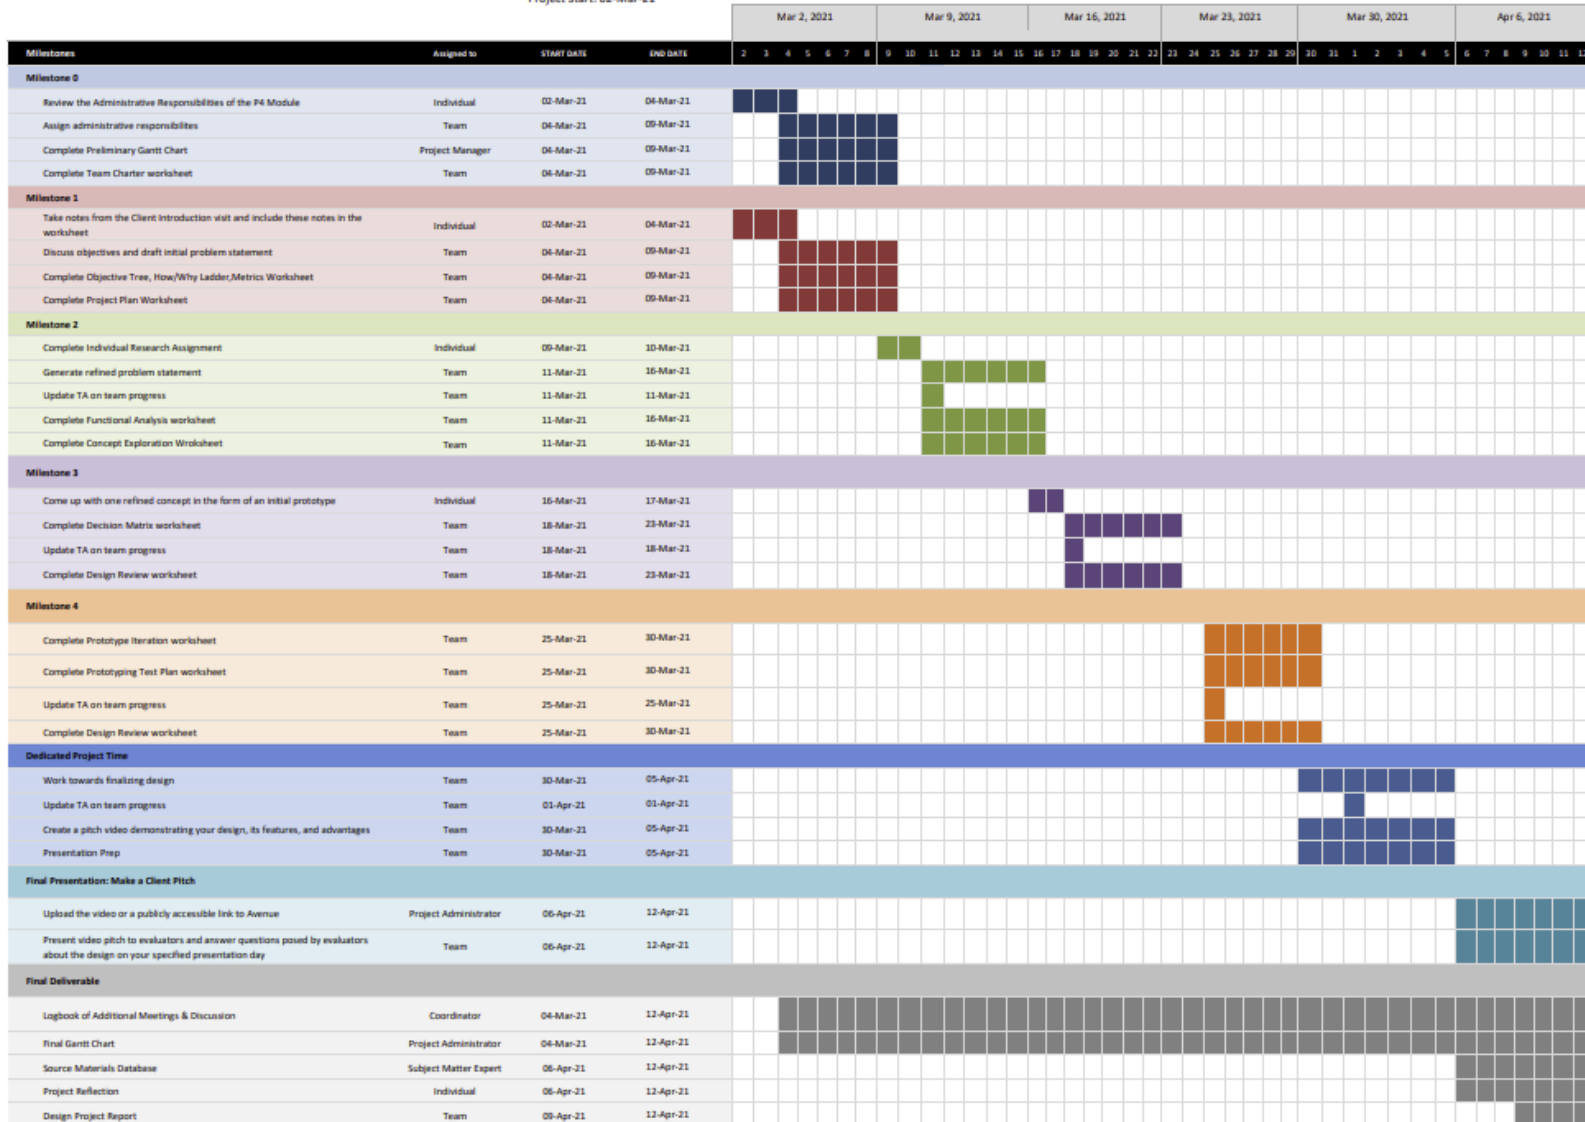 Project Start: 02-Mar-21
Mar 2, 2021 Mar 9, 2021 Mar 16, 2021 Mar 23, 2021 Mar 30, 2021 Apr 6, 2021
Milestones Assigned to START DATE END DATE 2 3 4 5 6 7 8 9 10 11 12 13 14 15 16 17 18 19 20 21 22 23 24 25 26 27 28 29 30 31 1 2 3 4 5 6 7 8 9 10 11 12
Milestone 0
Review the Administrative Responsibilities of the P4 Module Individual 02-Mar-21 04-Mar-21
Assign administrative responsibilites Team 04-Mar-21 09-Mar-21
Complete Preliminary Gantt Chart Project Manager 04-Mar-21 09-Mar-21
Complete Team Charter worksheet Team 04-Mar-21 09-Mar-21
Milestone 1
Take notes from the Client Introduction visit and include these notes in the
worksheet Individual 02-Mar-21 04-Mar-21
Discuss objectives and draft initial problem statement Team 04-Mar-21 09-Mar-21
Complete Objective Tree, How/Why Ladder,Metrics Worksheet Team 04-Mar-21 09-Mar-21
Complete Project Plan Worksheet Team 04-Mar-21 09-Mar-21
Milestone 2
Complete Individual Research Assignment Individual 09-Mar-21 10-Mar-21
Generate refined problem statement Team 11-Mar-21 16-Mar-21
Update TA on team progress Team 11-Mar-21 11-Mar-21
Complete Functional Analysis worksheet Team 11-Mar-21 16-Mar-21
Complete Concept Exploration Wroksheet Team 11-Mar-21 16-Mar-21
Milestone 3
Come up with one refined concept in the form of an initial prototype Individual 16-Mar-21 17-Mar-21
Complete Decision Matrix worksheet Team 18-Mar-21 23-Mar-21
Update TA on team progress Team 18-Mar-21 18-Mar-21
Complete Design Review worksheet Team 18-Mar-21 23-Mar-21
Milestone 4
Complete Prototype Iteration worksheet Team 25-Mar-21 30-Mar-21
Complete Prototyping Test Plan worksheet Team 25-Mar-21 30-Mar-21
Update TA on team progress Team 25-Mar-21 25-Mar-21
Complete Design Review worksheet Team 25-Mar-21 30-Mar-21
Dedicated Project Time
Work towards finalizing design Team 30-Mar-21 05-Apr-21
Update TA on team progress Team 01-Apr-21 01-Apr-21
Create a pitch video demonstrating your design, its features, and advantages Team 30-Mar-21 05-Apr-21
Presentation Prep Team 30-Mar-21 05-Apr-21
Final Presentation: Make a Client Pitch
Upload the video or a publicly accessible link to Avenue Project Administrator 06-Apr-21 12-Apr-21
Present video pitch to evaluators and answer questions posed by evaluators
about the design on your specified presentation day Team 06-Apr-21 12-Apr-21
Final Deliverable
Logbook of Additional Meetings & Discussion Coordinator 04-Mar-21 12-Apr-21
Final Gantt Chart Project Administrator 04-Mar-21 12-Apr-21
Source Materials Database Subject Matter Expert 06-Apr-21 12-Apr-21
Project Reflection Individual 06-Apr-21 12-Apr-21
Design Project Report Team 09-Apr-21 12-Apr-21